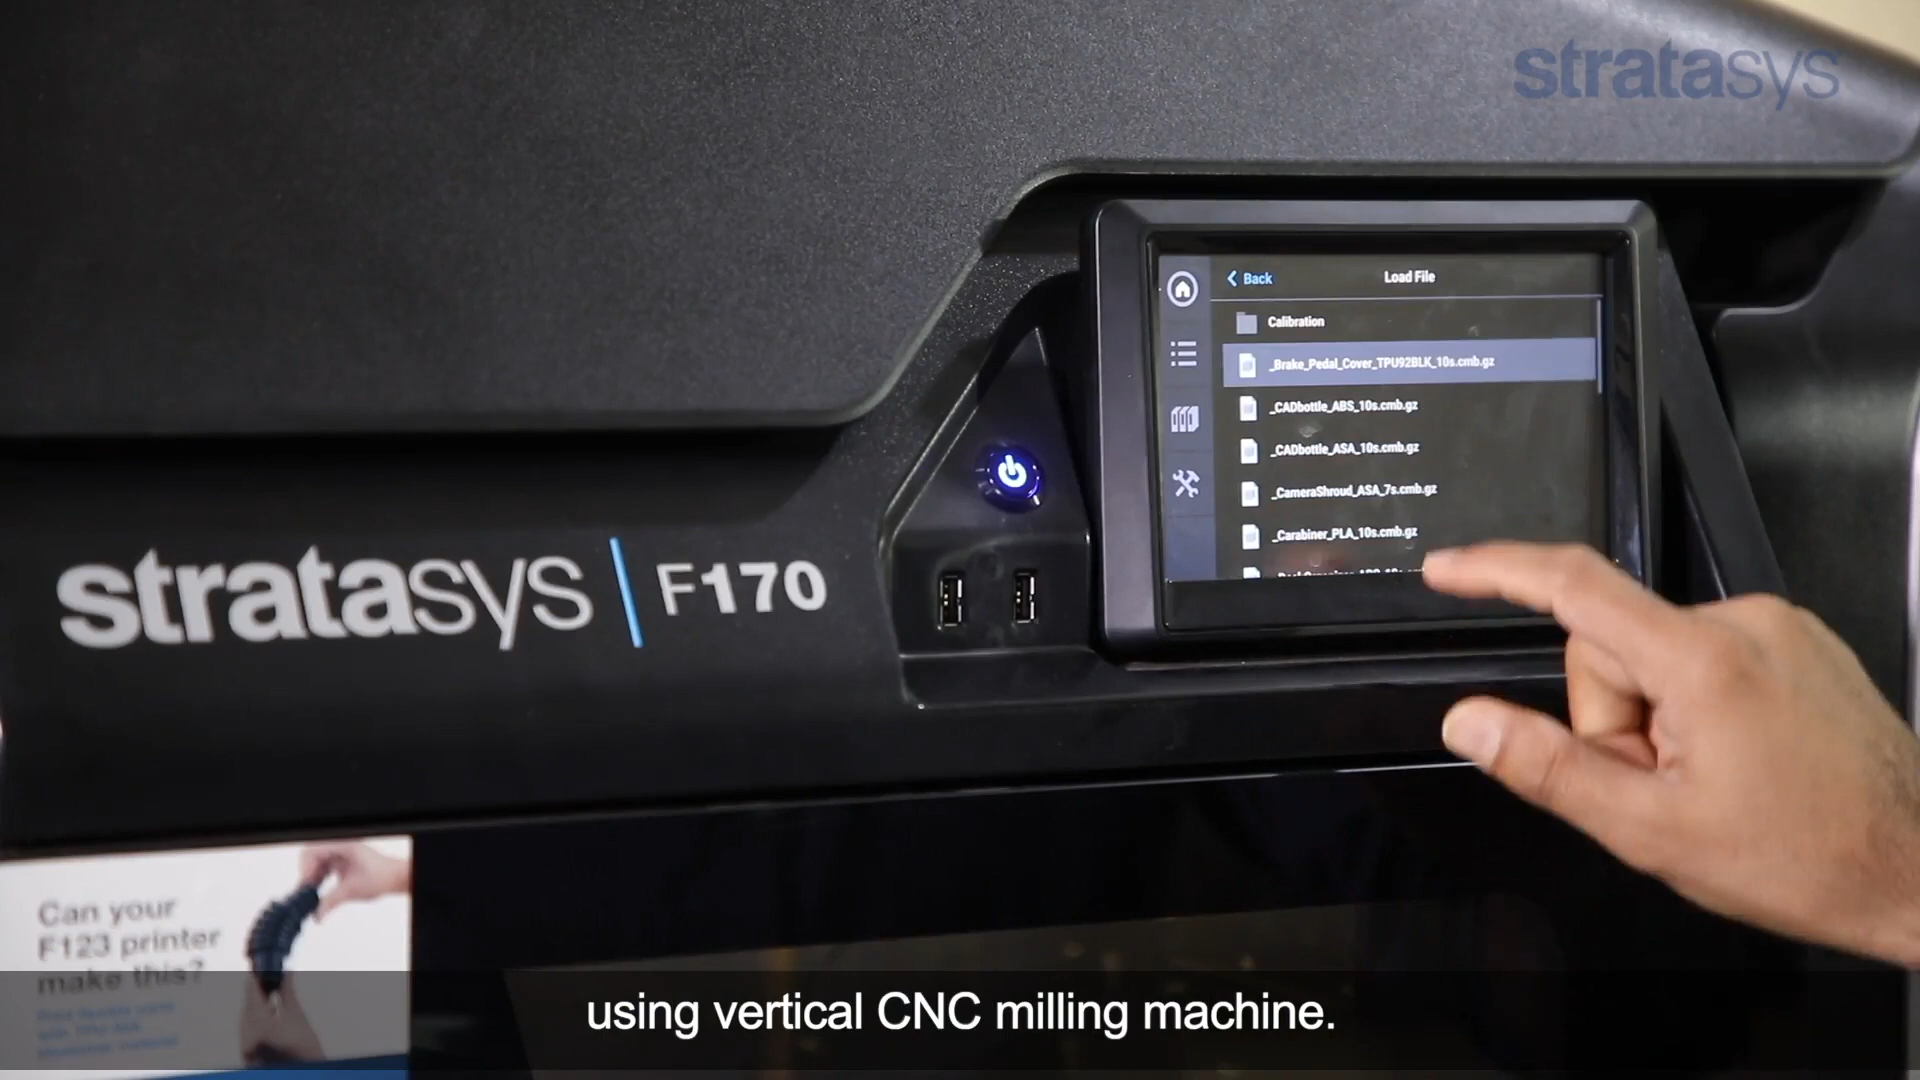 stratasys
Back
Load File
Calibration
_Brake_Pedal_Cover_TPU92BLK_10s.cmb.gz
_CADbottle_ABS_10s.cmb.gz
_CADbottle_ASA_10s.cmb.gz
_CameraShroud_ASA_7s.cmb.gz
_Carabiner_PLA_10s.cmb.gz
stratasys F170
Can your
F123 printer
make this?
using vertical CNC milling machine.